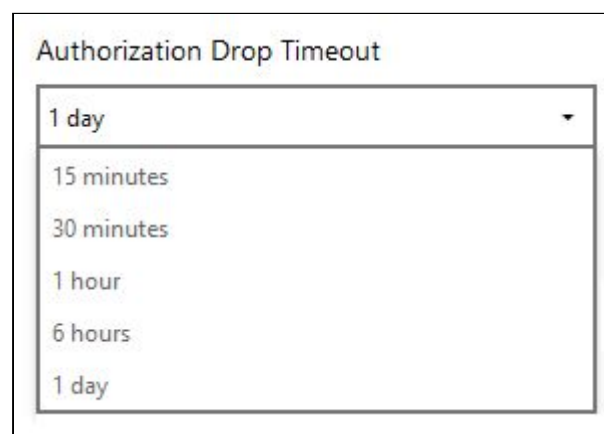 Authorization Drop Timeout
1 day
15 minutes
30 minutes
1 hour
6 hours
1 day